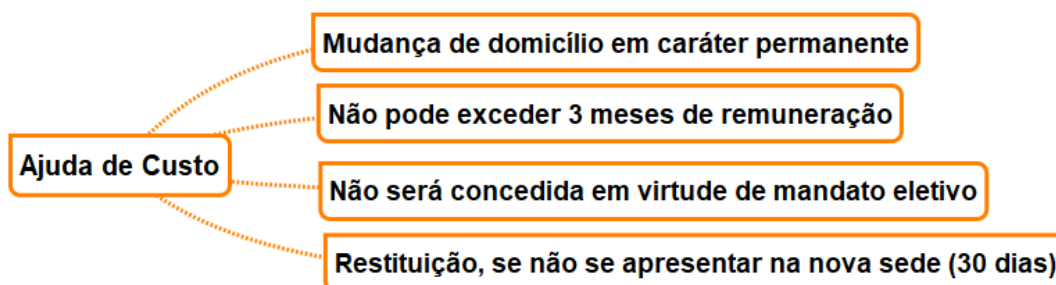 Mudança de domicílio em caráter permanente
Não pode exceder 3 meses de remuneração
Ajuda de Custo
Não será concedida em virtude de mandato eletivo
Restituição, se não se apresentar na nova sede (30 dias)